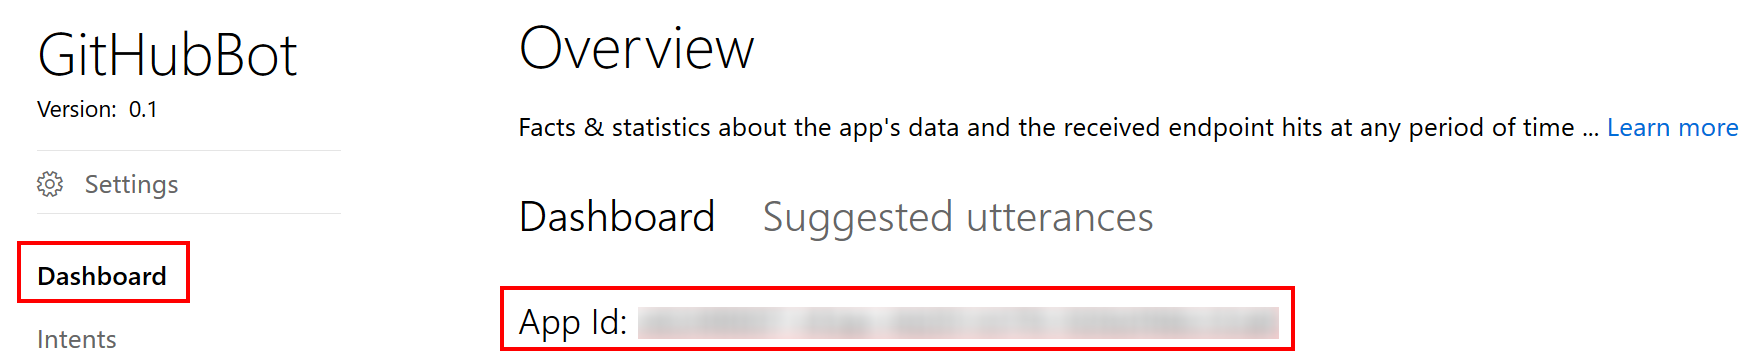 GitHubBot
Version: 0.1
Settings
Dashboard
Intents
Overview
Facts & statistics about the app's data and the received endpoint hits at any period of time ... Learn more
Dashboard Suggested utterances
App Id: